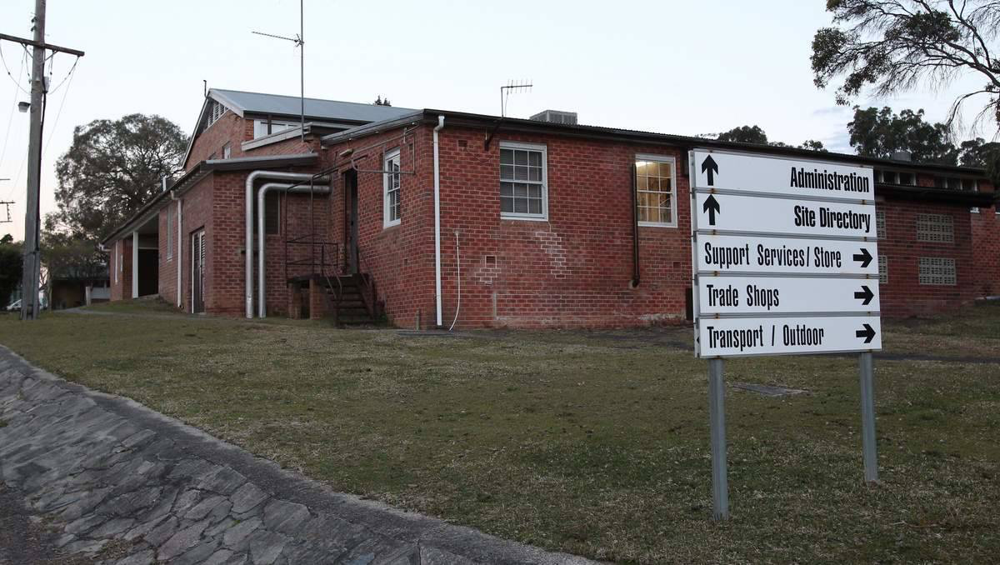 Administration
Site Directory
Support Services/ Store
Trade Shops
Transport / Outdoor